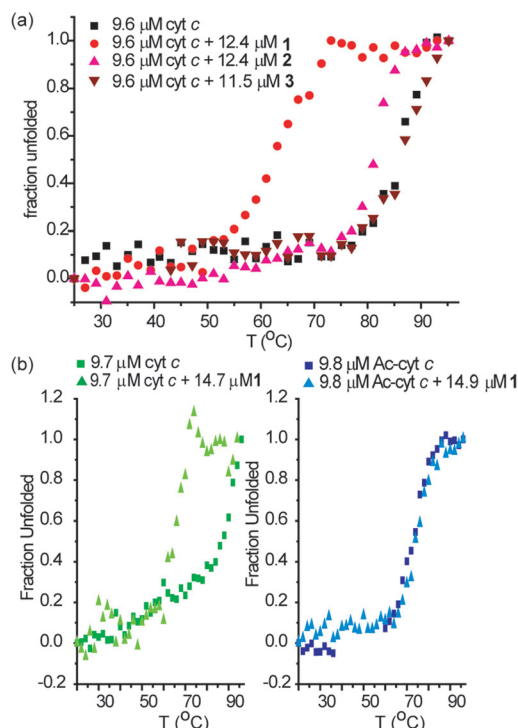 (a)
9.6 μM cyt c
9.6 μM cyt c + 12.4 μM 1
9.6 μM cyt c + 12.4 μM 2
9.6 μM cyt c + 11.5 μM 3
fraction unfolded
1.0
0.8
0.6
0.4
0.2
0.0
30 40 50 60 70 80 90
T (°C)
(b)
9.7 μM cyt c
9.7 μM cyt c + 14.7 μM1
9.8 μM Ac-cyt c
9.8 μM Ac-cyt c + 14.9 μM1
Fraction Unfolded
1.2
1.0
0.8
0.6
0.4
0.2
0.0
-0.2
30 50 70 90
T (°C)
Fraction Unfolded
1.2
1.0
0.8
0.6
0.4
0.2
0.0
-0.2
30 50 70 90
T (°C)